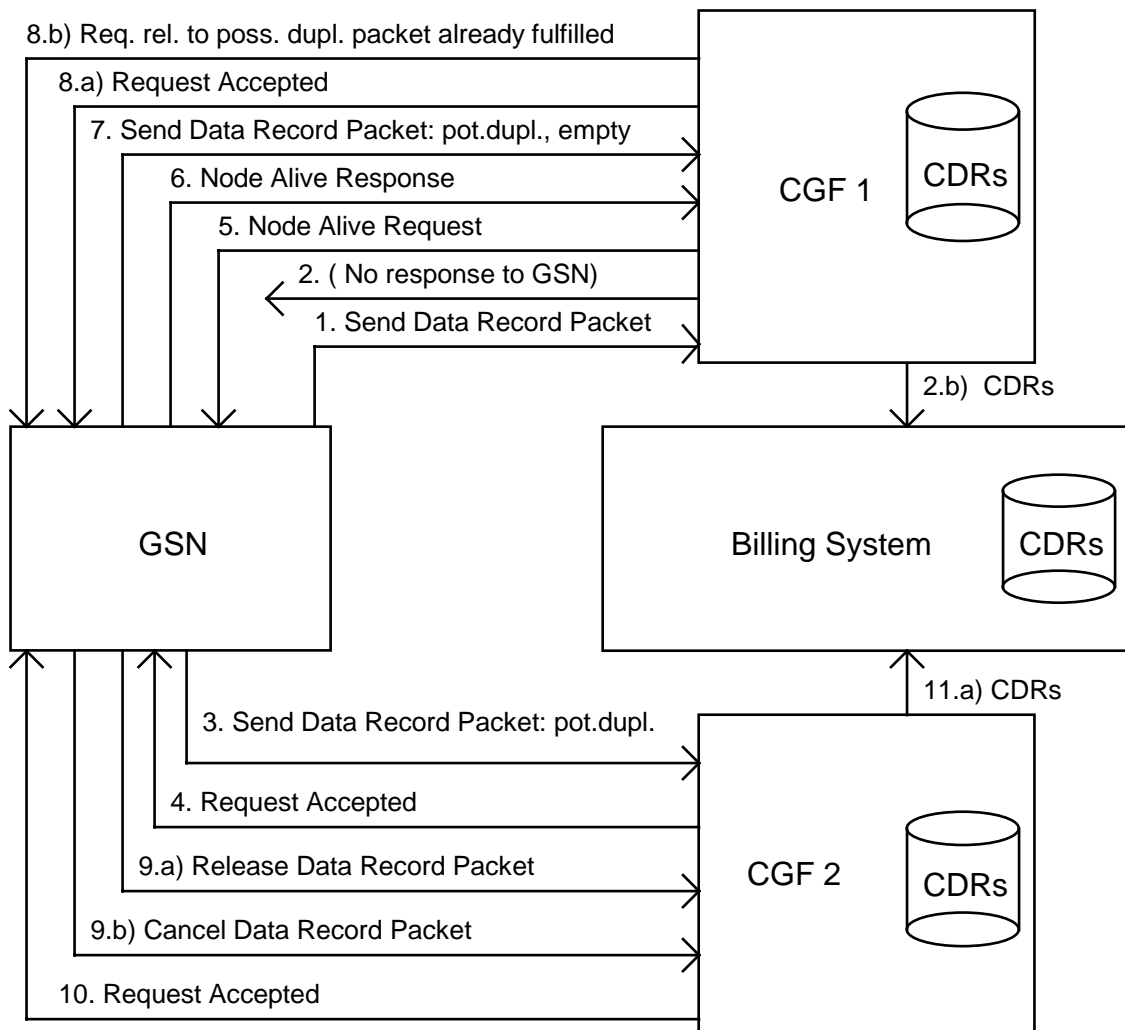 8.b) Req. rel. to poss. dupl. packet already fulfilled
8.a) Request Accepted
7. Send Data Record Packet: pot.dupl., empty
6. Node Alive Response
5. Node Alive Request
2. ( No response to GSN)
1. Send Data Record Packet
CGF 1
CDRs
2.b) CDRs
GSN
Billing System
CDRs
11.a) CDRs
3. Send Data Record Packet: pot.dupl.
4. Request Accepted
9.a) Release Data Record Packet
9.b) Cancel Data Record Packet
10. Request Accepted
CGF 2
CDRs